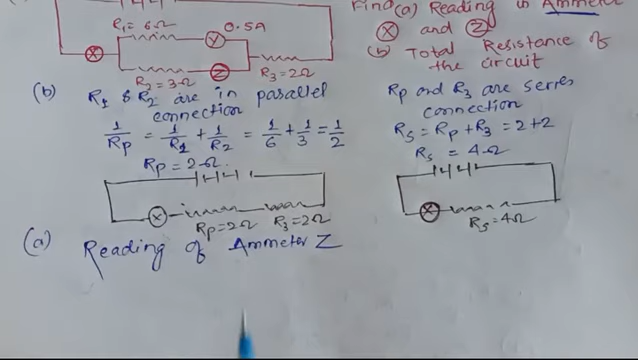 Find (a) Reading in Ammeter
R₁ = 6Ω
0.5A
Y
X and Z
X
Z
(b) Total Resistance of
the circuit
R₂ = 3Ω
R₃ = 2Ω
(b) R₁ & R₂ are in parallel
connection
1/Rp = 1/R₁ + 1/R₂ = 1/6 + 1/3 = 1/2
Rp = 2Ω.
Rp and R₃ are series
connection
Rs = Rp + R₃ = 2+2
Rs = 4Ω
X
Rp = 2Ω
R₃ = 2Ω
X
Rs = 4Ω
(a) Reading of Ammeter Z